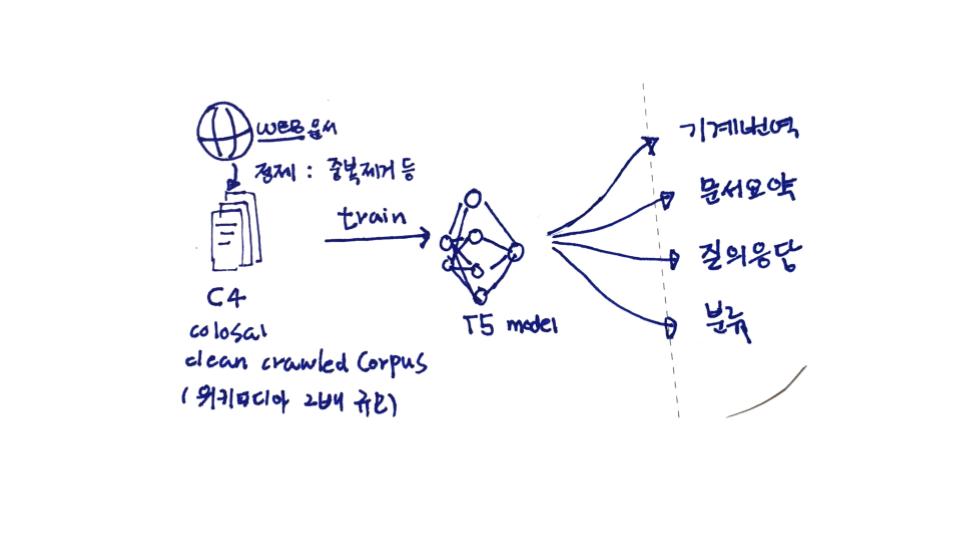 WEB 문서
정제 : 중복제거 등
train
C4
colosal
clean crawled Corpus
(위키피디아 2배 규모)
T5 model
기계번역
문서요약
질의응답
분류